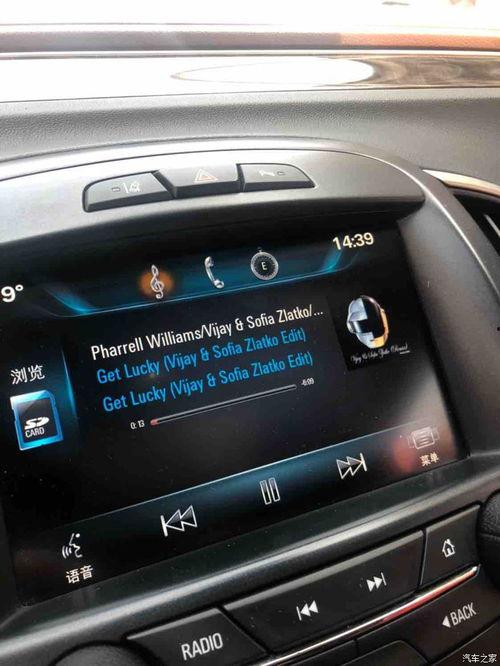 14:39
9°
E
Pharrell Williams/Vijay & Sofia Zlatko/...
Get Lucky (Vijay & Sofia Zlatko Edit)
Get Lucky (Vijay & Sofia Zlatko Edit)
0:13
-6:09
浏览
SD
CARD
菜单
语音
RADIO
BACK
汽车之家